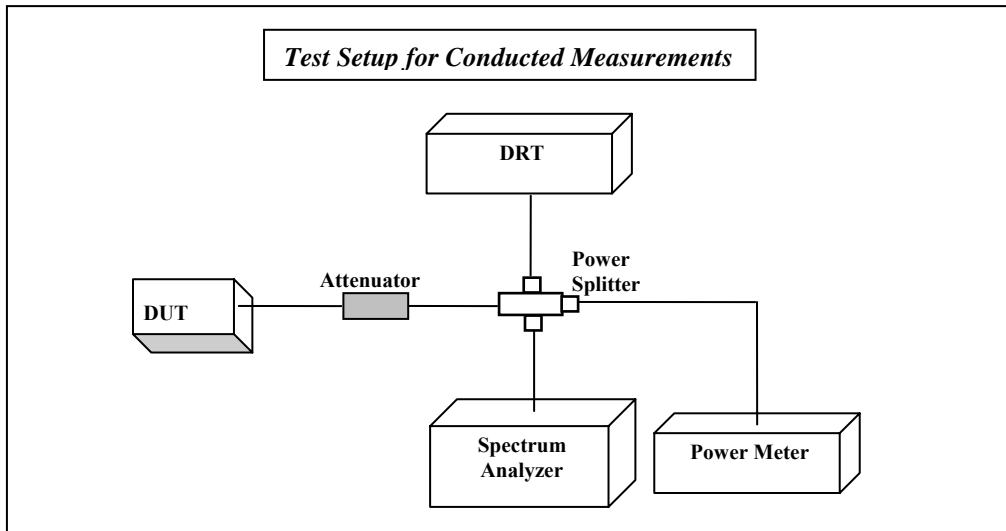 Test Setup for Conducted Measurements
DRT
Power
Splitter
Attenuator
DUT
Spectrum
Analyzer
Power Meter